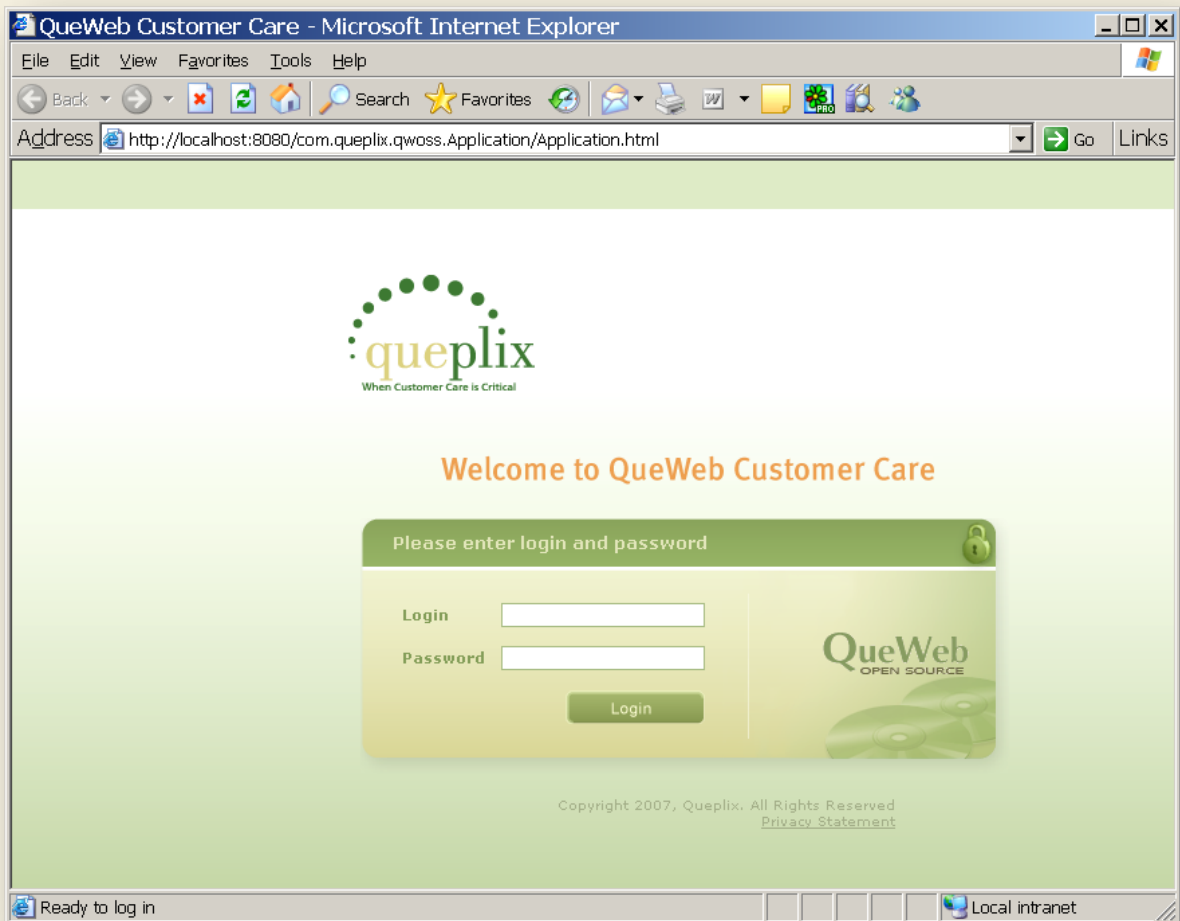 QueWeb Customer Care - Microsoft Internet Explorer
File Edit View Favorites Tools Help
Back Search Favorites W PRO
Address http://localhost:8080/com.queplix.qwoss.Application/Application.html Go Links
queplix
When Customer Care is Critical
Welcome to QueWeb Customer Care
Please enter login and password
Login
Password
QueWeb
OPEN SOURCE
Login
Copyright 2007, Queplix. All Rights Reserved
Privacy Statement
Ready to log in Local intranet